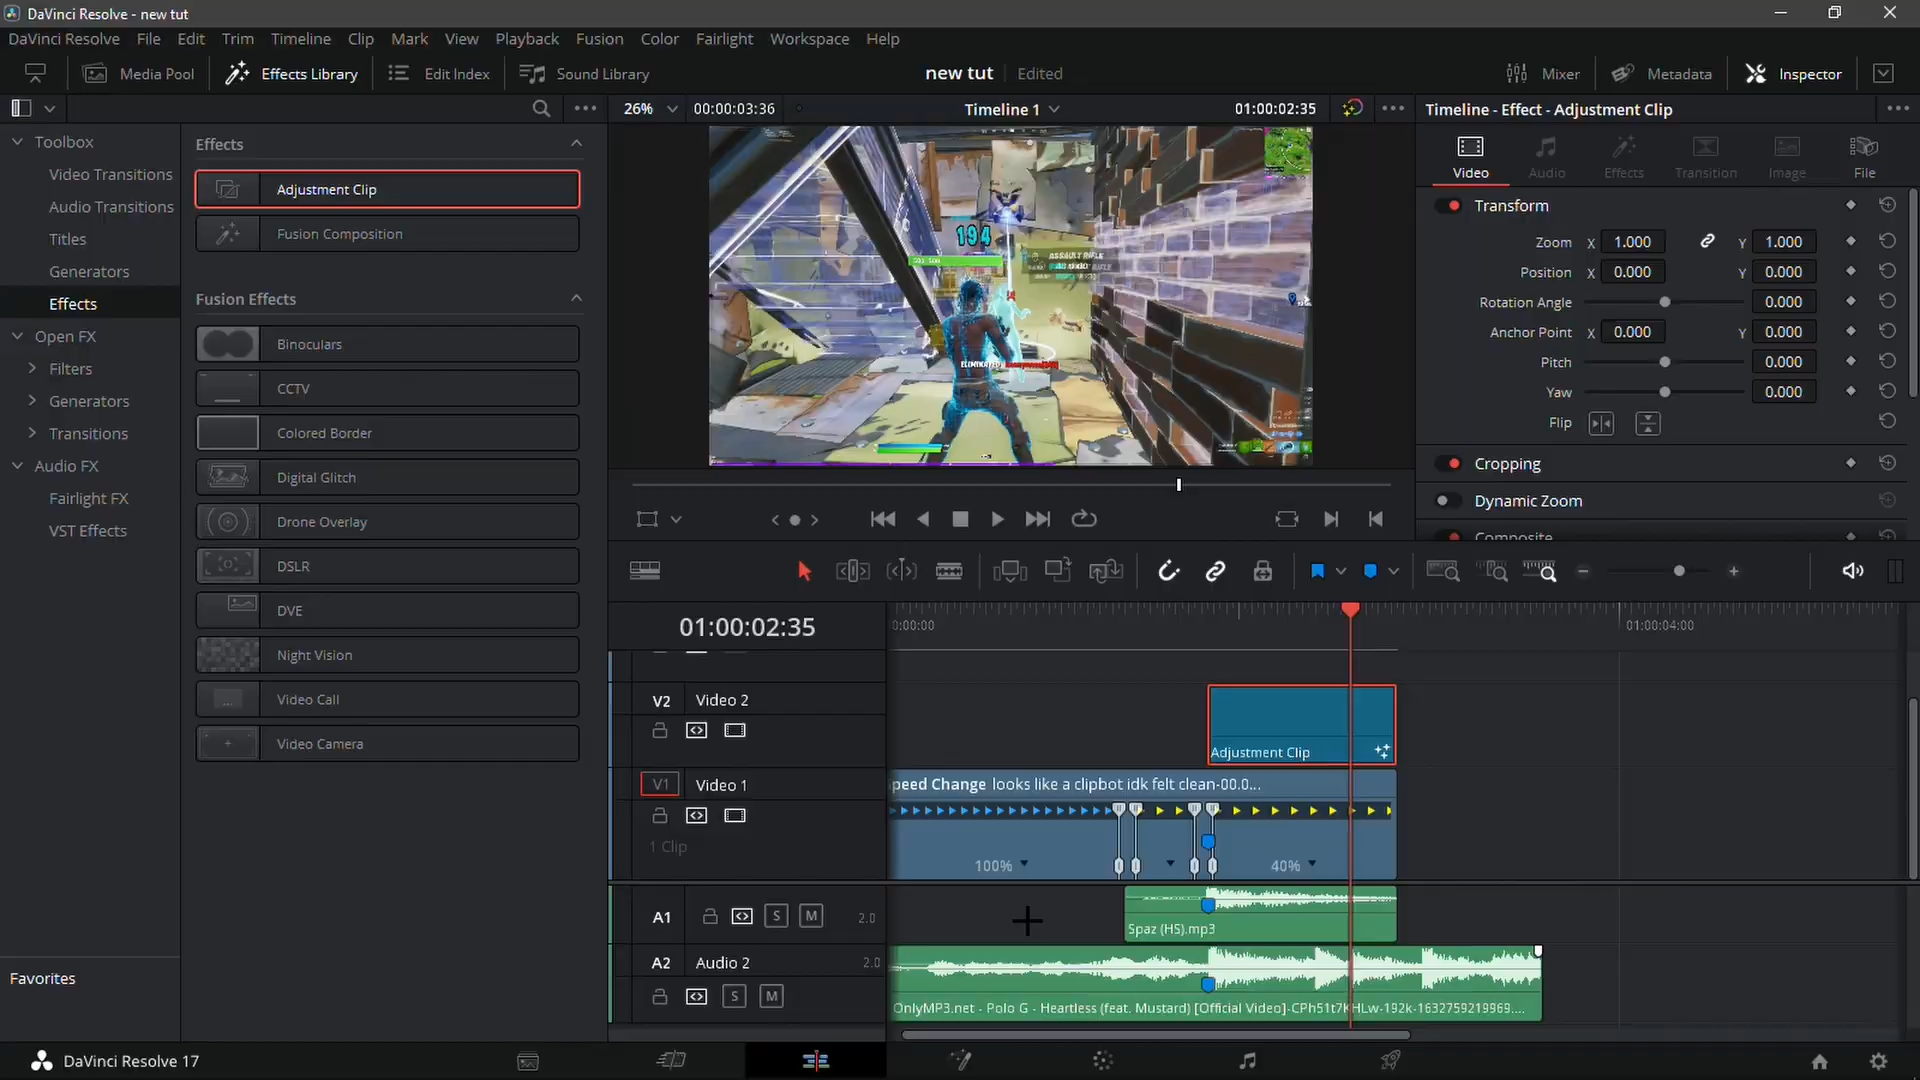 DaVinci Resolve - new tut
DaVinci Resolve File Edit Trim Timeline Clip Mark View Playback Fusion Color Fairlight Workspace Help
Media Pool Effects Library Edit Index Sound Library new tut Edited Mixer Metadata Inspector
26% 00:00:03:36 Timeline 1 01:00:02:35 Timeline - Effect - Adjustment Clip
Toolbox
Video Transitions
Audio Transitions
Titles
Generators
Effects
Open FX
Filters
Generators
Transitions
Audio FX
Fairlight FX
VST Effects
Favorites
Effects
Adjustment Clip
Fusion Composition
Fusion Effects
Binoculars
CCTV
Colored Border
Digital Glitch
Drone Overlay
DSLR
DVE
Night Vision
Video Call
Video Camera
194
ASSAULT RIFLE
ELIMINATED
Video Audio Effects Transition Image File
Transform
Zoom X 1.000 Y 1.000
Position X 0.000 Y 0.000
Rotation Angle 0.000
Anchor Point X 0.000 Y 0.000
Pitch 0.000
Yaw 0.000
Flip
Cropping
Dynamic Zoom
Composite
01:00:02:35
0:00:00 01:00:04:00
V2 Video 2
Adjustment Clip
V1 Video 1
1 Clip
peed Change looks like a clipbot idk felt clean-00.0...
100% 40%
A1 S M 2.0
Spaz (HS).mp3
A2 Audio 2 2.0
S M
OnlyMP3.net - Polo G - Heartless (feat. Mustard) [Official Video]-CPh51t7KHLw-192k-1632759219969....
DaVinci Resolve 17